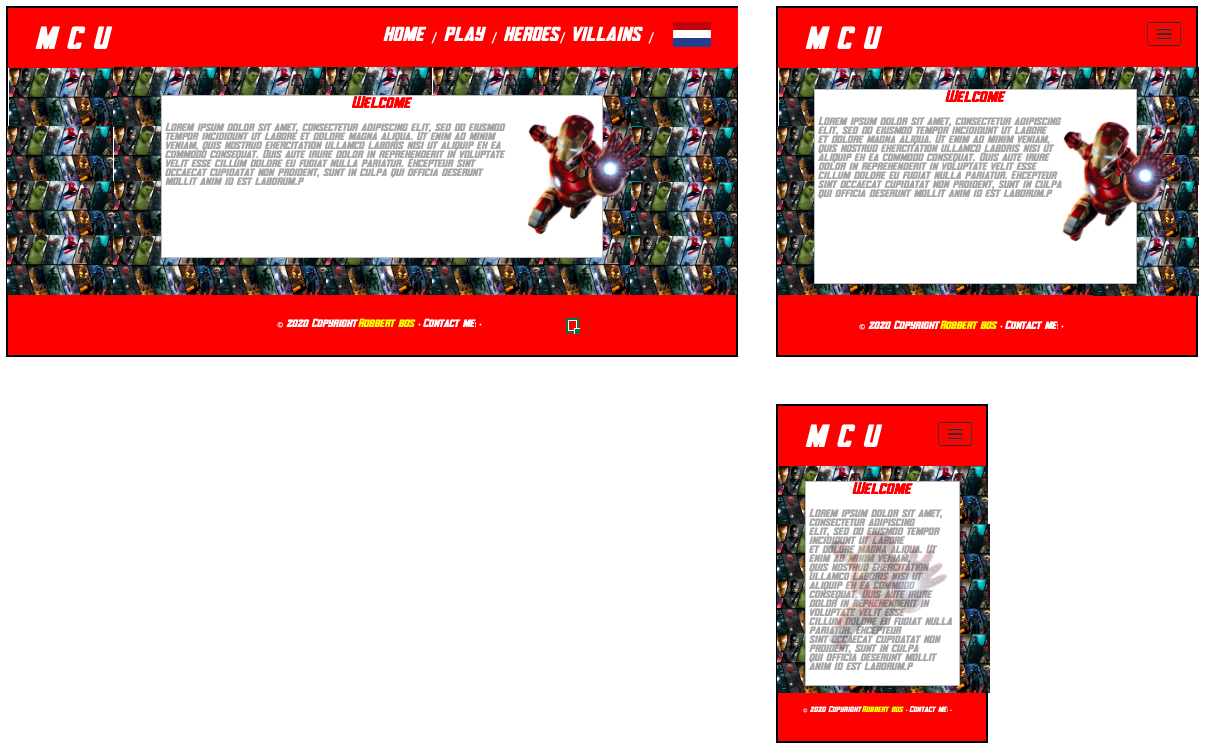 M C U
HOME / PLAY / HEROES/ VILLAINS /
Welcome
Lorem ipsum dolor sit amet, consectetur adipiscing elit, sed do eiusmod
tempor incididunt ut labore et dolore magna aliqua. Ut enim ad minim
veniam, quis nostrud exercitation ullamco laboris nisi ut aliquip ex ea
commodo consequat. Duis aute irure dolor in reprehenderit in voluptate
velit esse cillum dolore eu fugiat nulla pariatur. Excepteur sint
occaecat cupidatat non proident, sunt in culpa qui officia deserunt
mollit anim id est laborum.p
© 2020 Copyright Robbert bos · Contact me! ·
M C U
Welcome
Lorem ipsum dolor sit amet, consectetur adipiscing
elit, sed do eiusmod tempor incididunt ut labore
et dolore magna aliqua. Ut enim ad minim veniam,
quis nostrud exercitation ullamco laboris nisi ut
aliquip ex ea commodo consequat. Duis aute irure
dolor in reprehenderit in voluptate velit esse
cillum dolore eu fugiat nulla pariatur. Excepteur
sint occaecat cupidatat non proident, sunt in culpa
qui officia deserunt mollit anim id est laborum.p
© 2020 Copyright Robbert bos · Contact me! ·
M C U
Welcome
Lorem ipsum dolor sit amet,
consectetur adipiscing
elit, sed do eiusmod tempor
incididunt ut labore
et dolore magna aliqua. Ut
enim ad minim veniam,
quis nostrud exercitation
ullamco laboris nisi ut
aliquip ex ea commodo
consequat. Duis aute irure
dolor in reprehenderit in
voluptate velit esse
cillum dolore eu fugiat nulla
pariatur. Excepteur
sint occaecat cupidatat non
proident, sunt in culpa
qui officia deserunt mollit
anim id est laborum.p
© 2020 Copyright Robbert bos · Contact me! ·